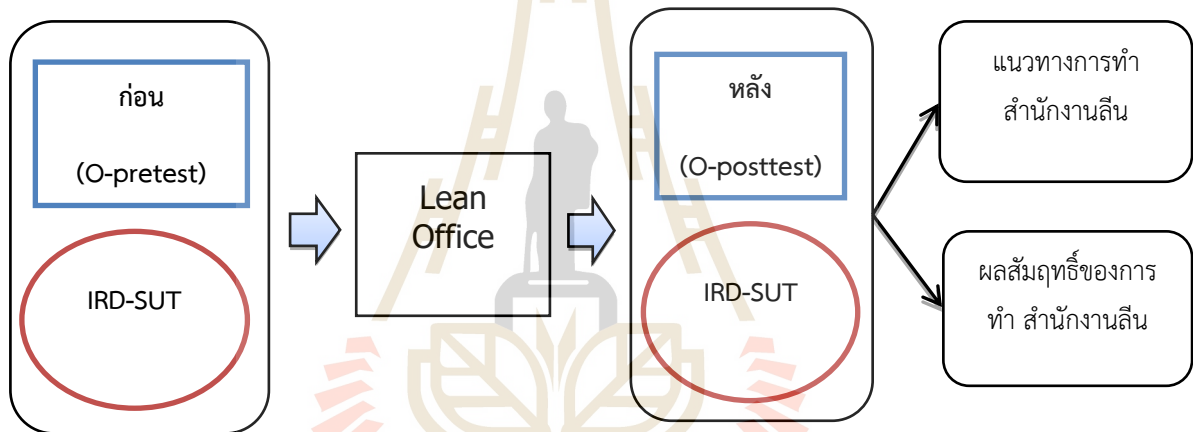 ก่อน
(O-pretest)
IRD-SUT
Lean
Office
หลัง
(O-posttest)
IRD-SUT
แนวทางการทำ
สำนักงานลีน
ผลสัมฤทธิ์ของการ
ทำ สำนักงานลีน